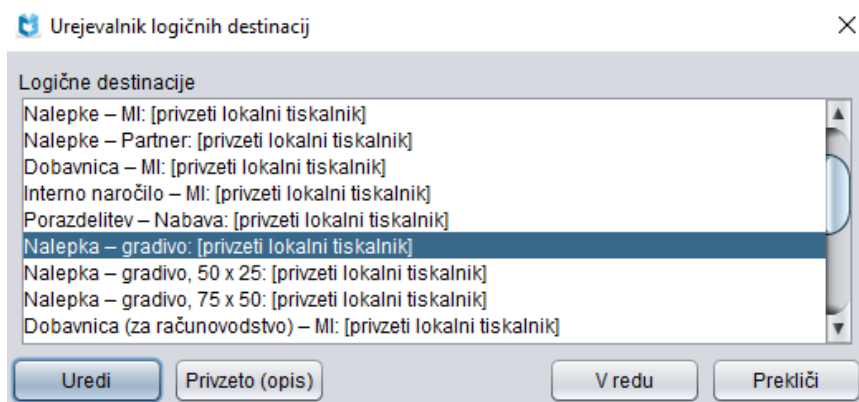 Urejevalnik logičnih destinacij
Logične destinacije
Nalepke – MI: [privzeti lokalni tiskalnik]
Nalepke – Partner: [privzeti lokalni tiskalnik]
Dobavnica – MI: [privzeti lokalni tiskalnik]
Interno naročilo – MI: [privzeti lokalni tiskalnik]
Porazdelitev – Nabava: [privzeti lokalni tiskalnik]
Nalepka – gradivo: [privzeti lokalni tiskalnik]
Nalepka – gradivo, 50 x 25: [privzeti lokalni tiskalnik]
Nalepka – gradivo, 75 x 50: [privzeti lokalni tiskalnik]
Dobavnica (za računovodstvo) – MI: [privzeti lokalni tiskalnik]
Uredi Privzeto (opis) V redu Prekliči